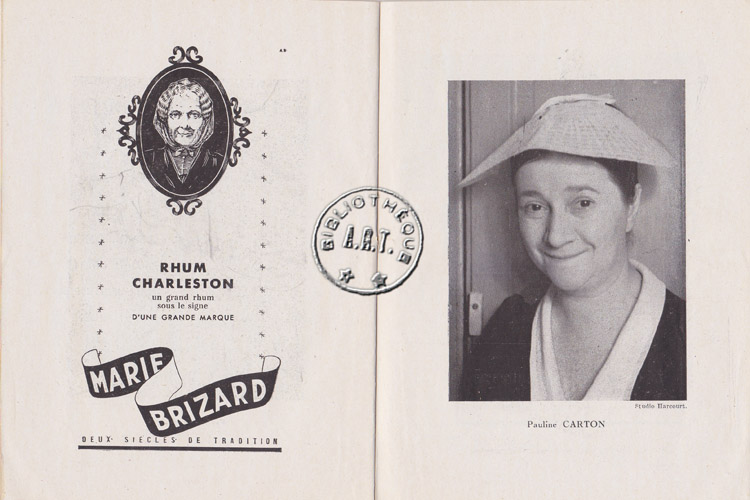 RHUM
CHARLESTON
un grand rhum
sous le signe
D'UNE GRANDE MARQUE
MARIE
BRIZARD
DEUX SIECLES DE TRADITION
BIBLIOTHÈQUE
A.R.T.
Studio Harcourt.
Pauline CARTON